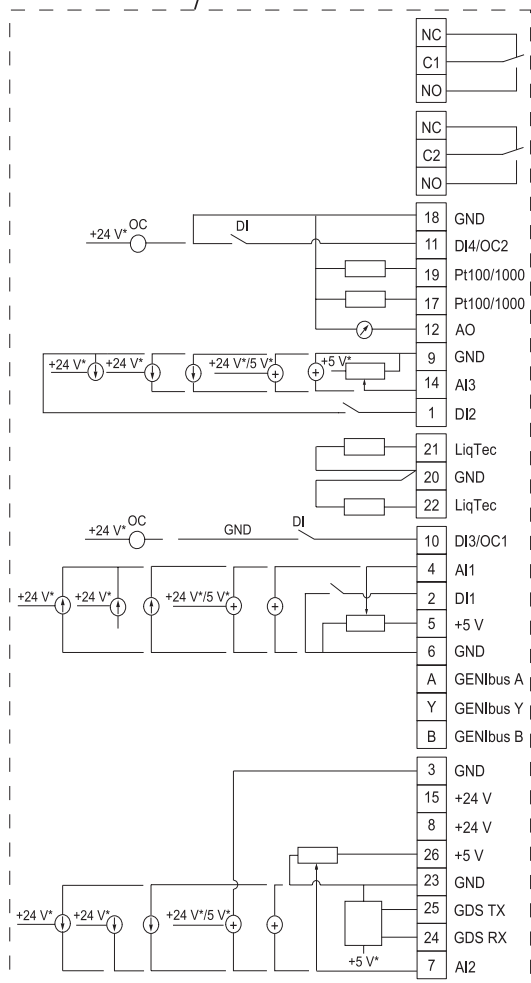 NC
C1
NO
NC
C2
NO
18 GND
+24 V* OC DI 11 DI4/OC2
19 Pt100/1000
17 Pt100/1000
12 AO
9 GND
+24 V* +24 V* +24 V*/5 V* +5 V*
14 AI3
1 DI2
21 LiqTec
20 GND
22 LiqTec
+24 V* OC GND DI 10 DI3/OC1
4 AI1
+24 V* +24 V* +24 V*/5 V* 2 DI1
5 +5 V
6 GND
A GENIbus A
Y GENIbus Y
B GENIbus B
3 GND
15 +24 V
8 +24 V
26 +5 V
23 GND
25 GDS TX
+24 V* +24 V* +24 V*/5 V* 24 GDS RX
+5 V* 7 AI2